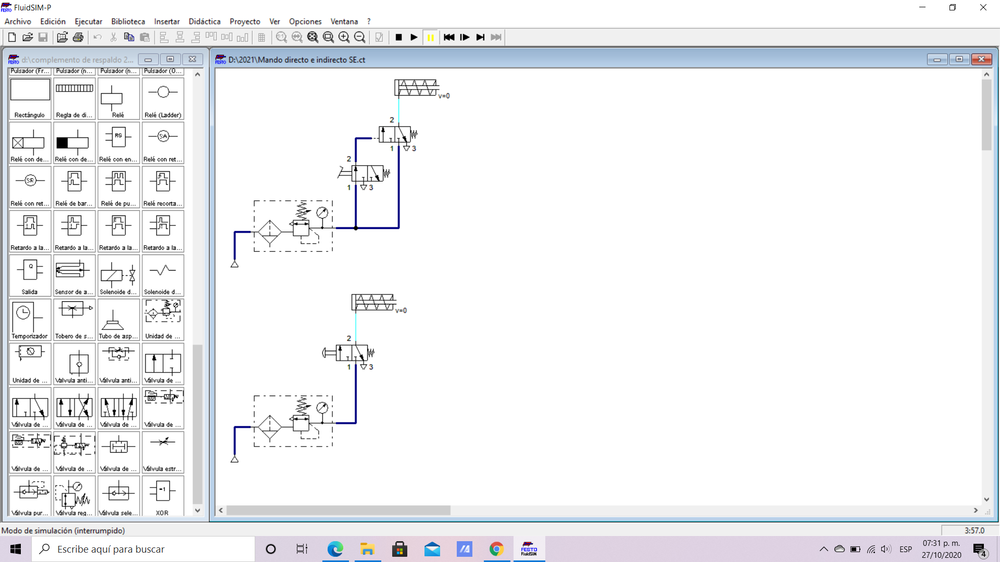 FluidSIM-P
Archivo Edición Ejecutar Biblioteca Insertar Didáctica Proyecto Ver Opciones Ventana ?
d:\complemento de respaldo 2...
Pulsador (Fr... Pulsador (n... Pulsador (n... Pulsador (O...
Rectángulo Regla de di... Relé Relé (Ladder)
RS SA
Relé con de... Relé con de... Relé con en... Relé con ret...
SR
Relé con ret... Relé de bar... Relé de pu... Relé recorta...
Retardo a la... Retardo a la... Retardo a la... Retardo a la...
Q
Salida Sensor de a... Solenoide d... Solenoide d...
Temporizador Tobero de s... Tubo de asp... Unidad de ...
Unidad de ... Valvula anti... Válvula anti... Válvula de ...
Válvula de ... Válvula de ... Válvula de ... Válvula de ...
Válvula de ... Válvula de ... Válvula de ... Válvula estr...
=1
Válvula pur... Válvula reg... Válvula sele... XOR
D:\2021\Mando directo e indirecto SE.ct
v=0
2
1 3
2
1 3
v=0
2
1 3
Modo de simulación (interrumpido)
3:57.0
Escribe aquí para buscar
FESTO
FluidSIM
ESP
07:31 p. m.
27/10/2020
4